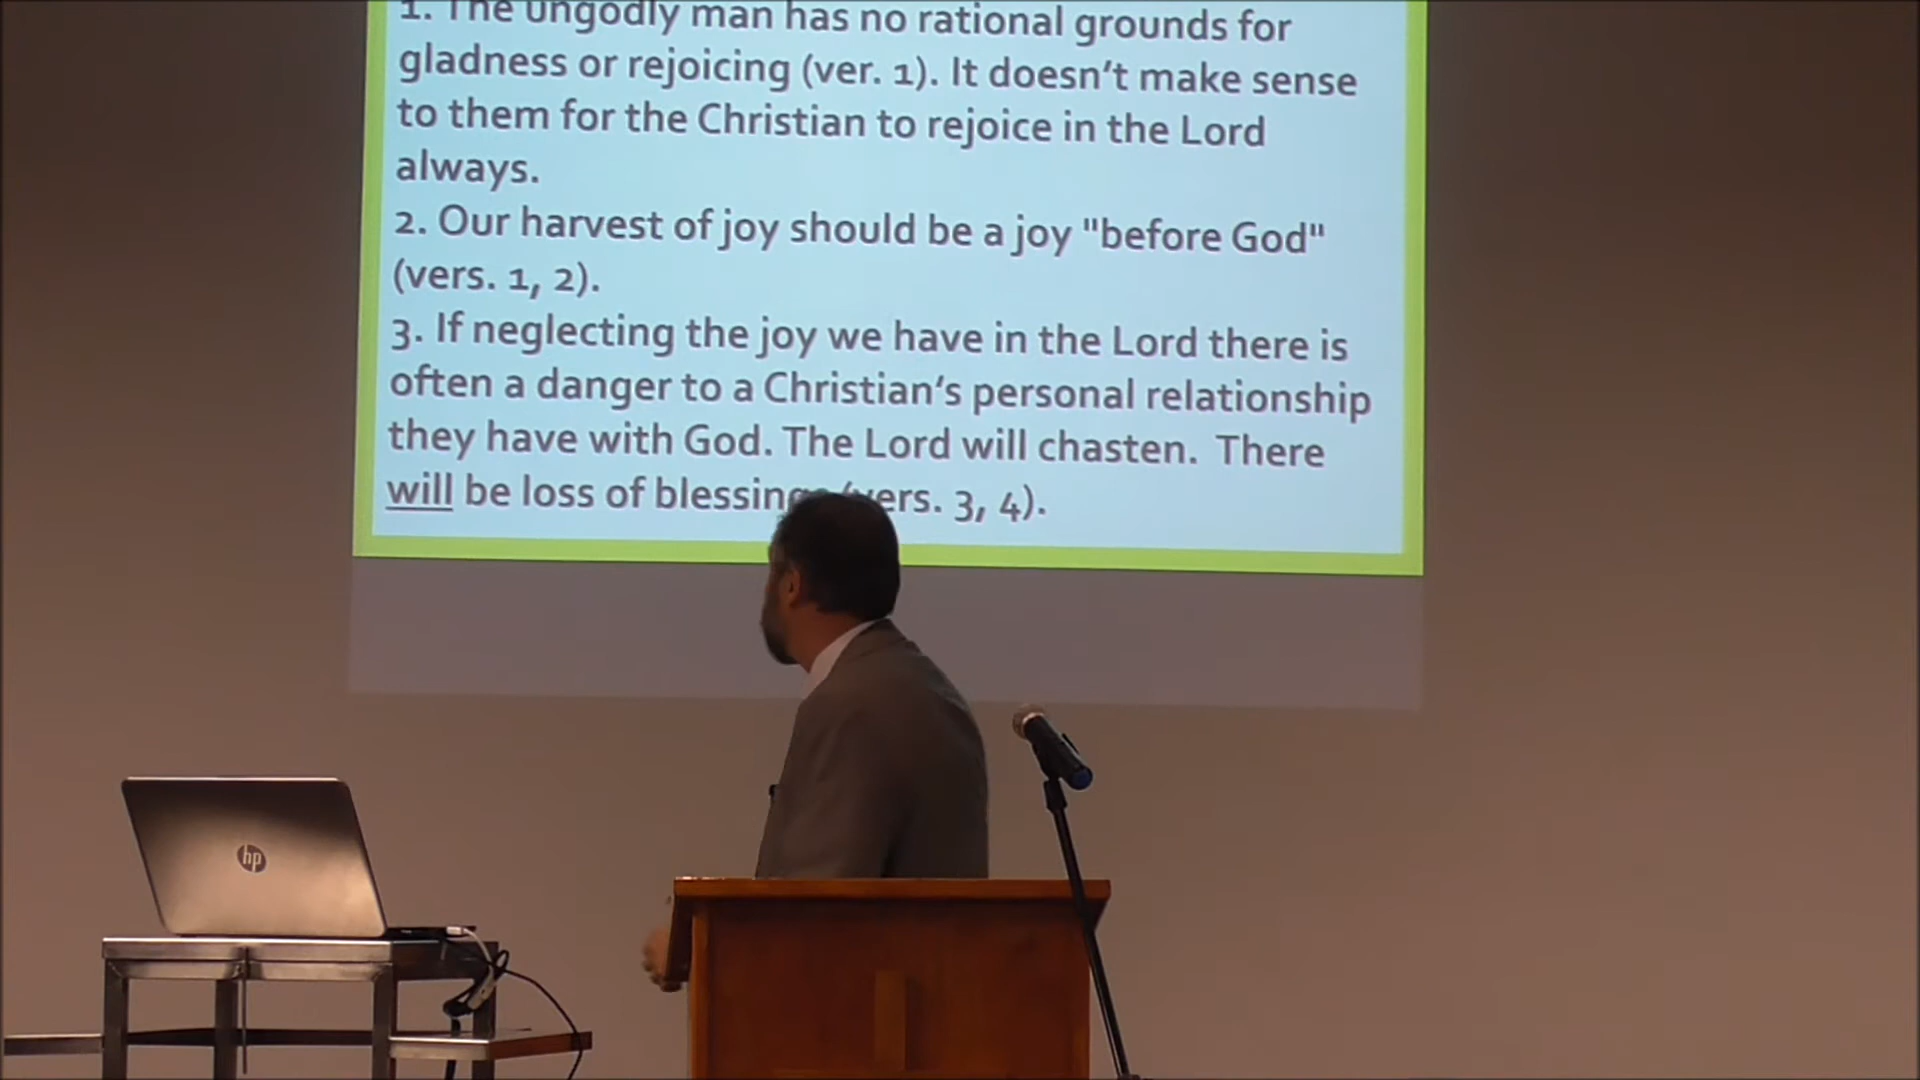 1. The ungodly man has no rational grounds for
gladness or rejoicing (ver. 1). It doesn't make sense
to them for the Christian to rejoice in the Lord
always.
2. Our harvest of joy should be a joy "before God"
(vers. 1, 2).
3. If neglecting the joy we have in the Lord there is
often a danger to a Christian's personal relationship
they have with God. The Lord will chasten. There
will be loss of 3, 4).
hp